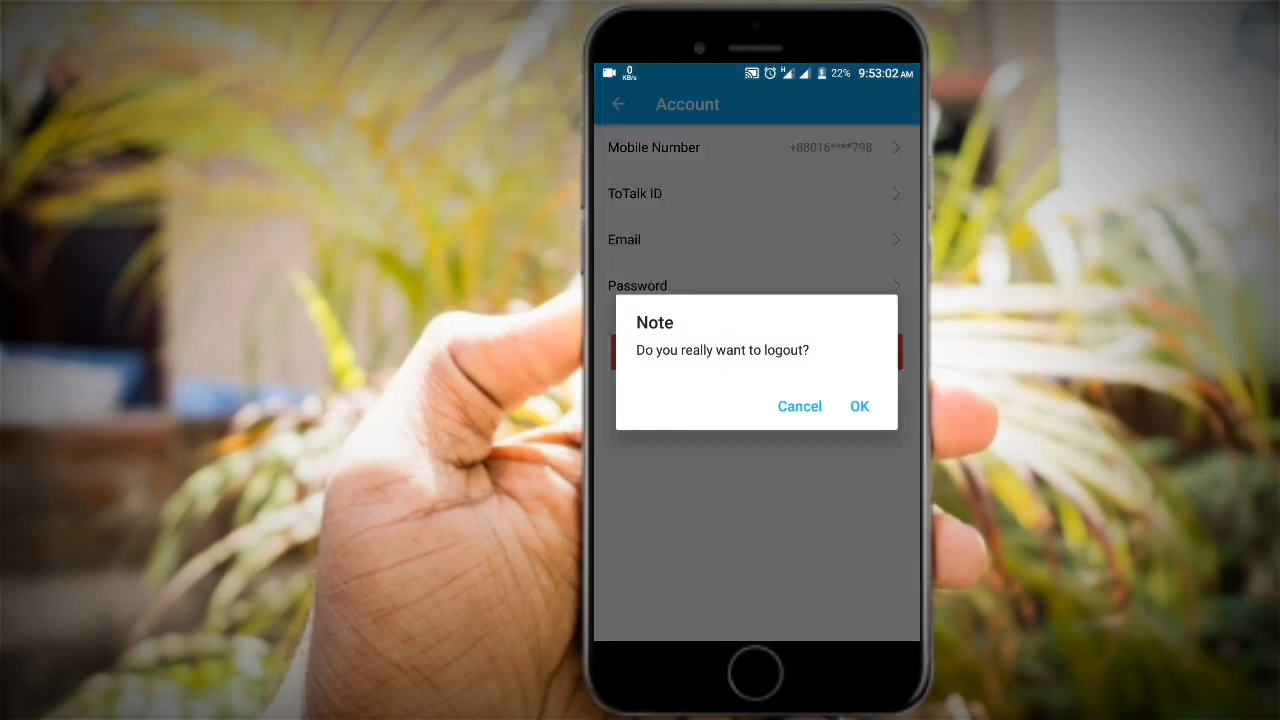 0
KB/s
H
22%
9:53:02 AM
Account
Mobile Number
+88016****798
ToTalk ID
Email
Password
Note
Do you really want to logout?
Cancel
OK